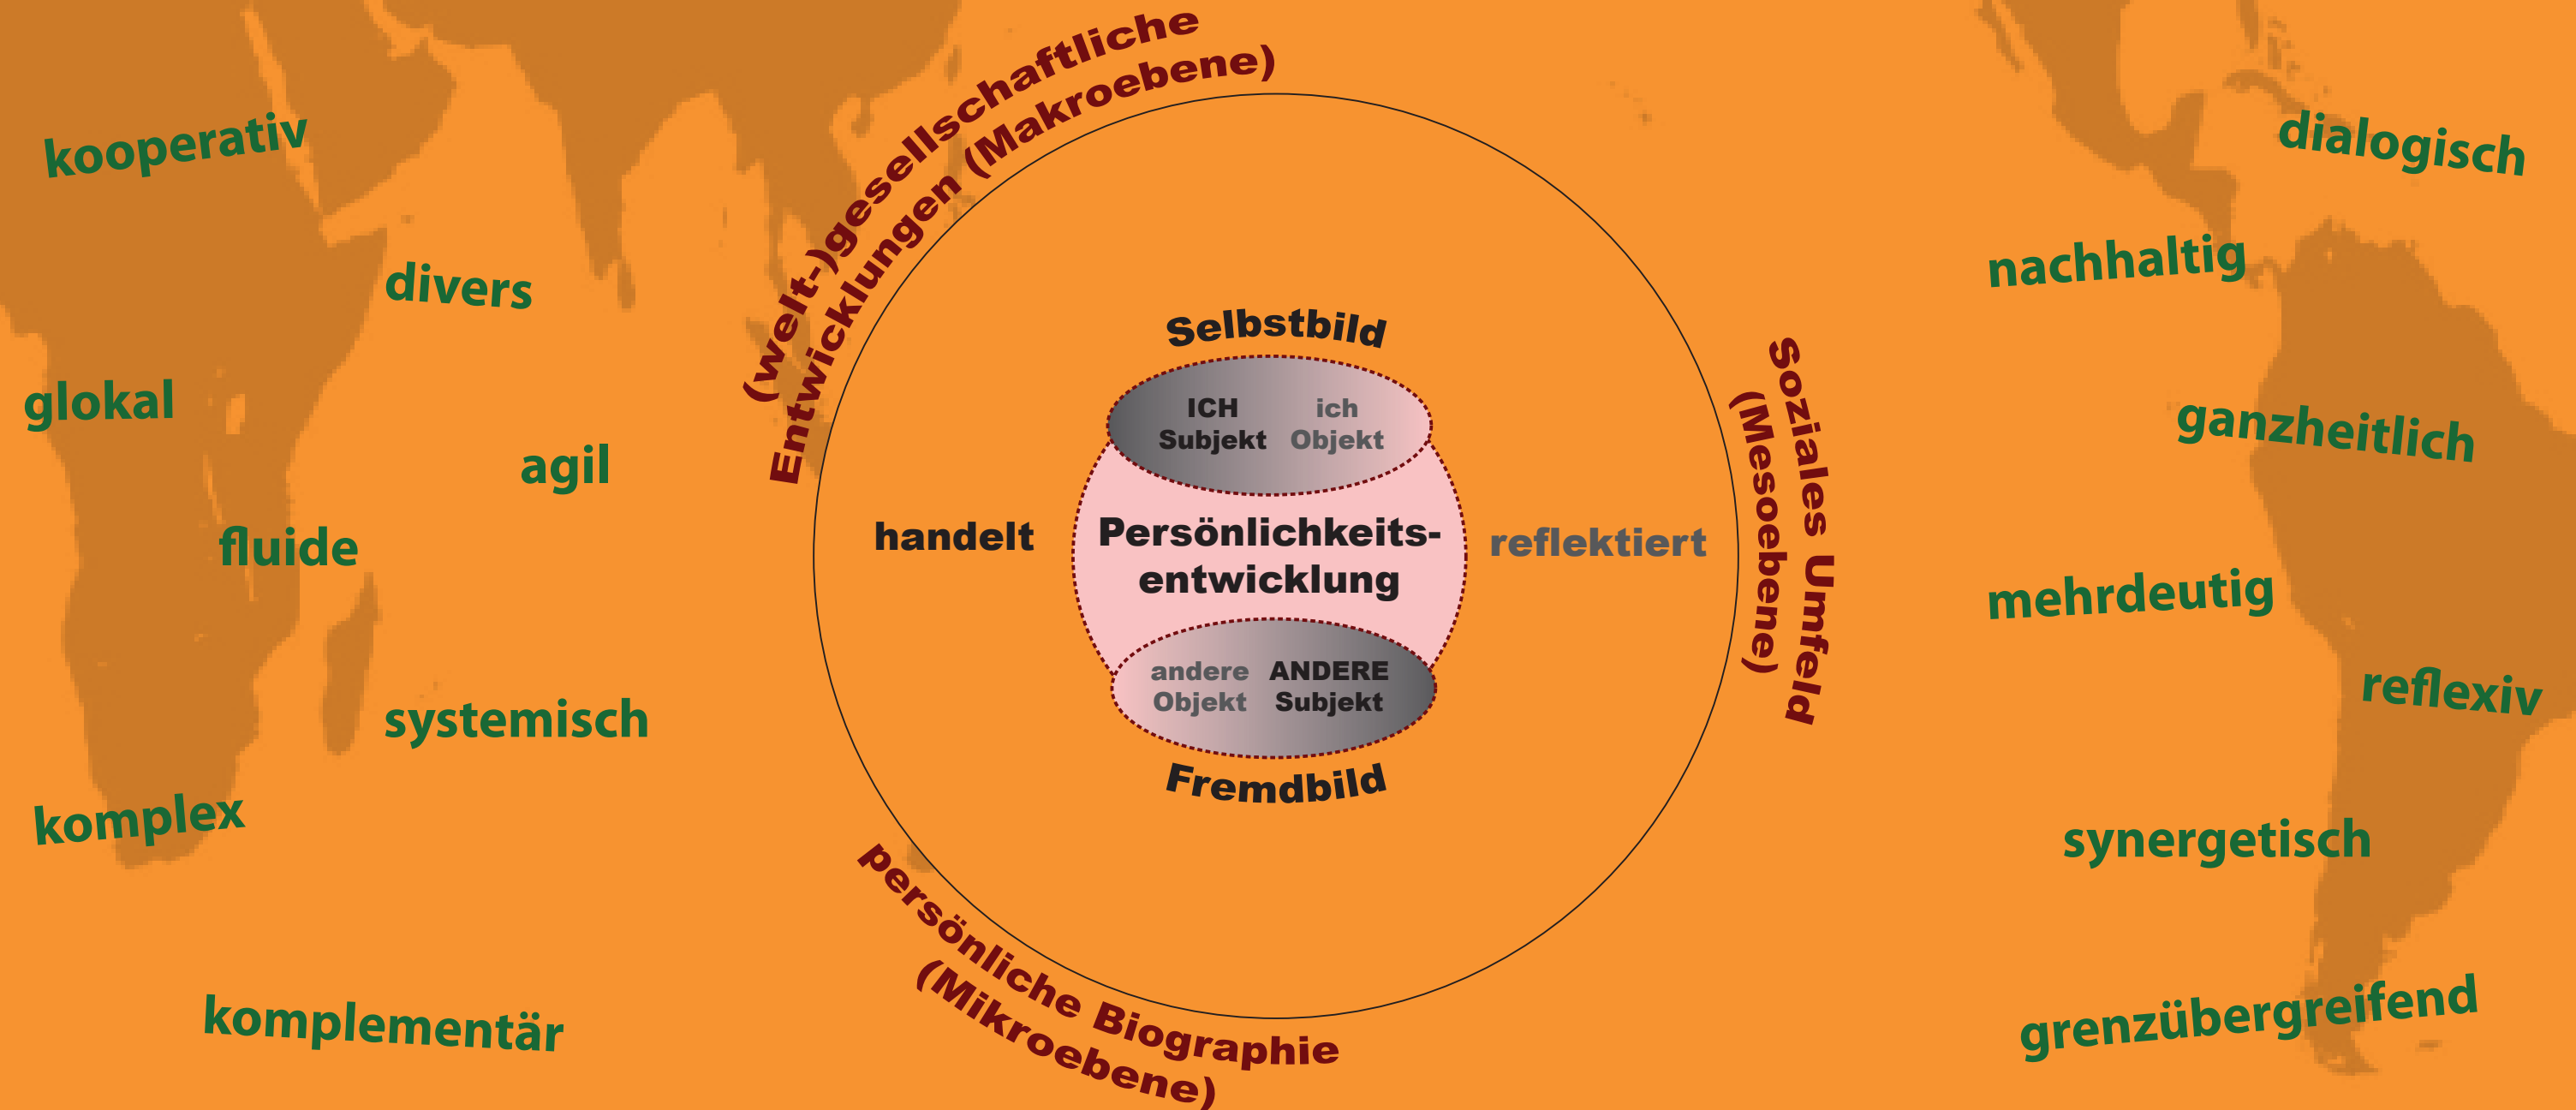 kooperativ
divers
glokal
agil
fluide
systemisch
komplex
komplementär
(welt-)gesellschaftliche
Entwicklungen (Makroebene)
Selbstbild
ICH ich
Subjekt Objekt
handelt
Persönlichkeits-
entwicklung
reflektiert
andere ANDERE
Objekt Subjekt
Fremdbild
Soziales Umfeld
(Mesoebene)
persönliche Biographie
(Mikroebene)
dialogisch
nachhaltig
ganzheitlich
mehrdeutig
reflexiv
synergetisch
grenzübergreifend